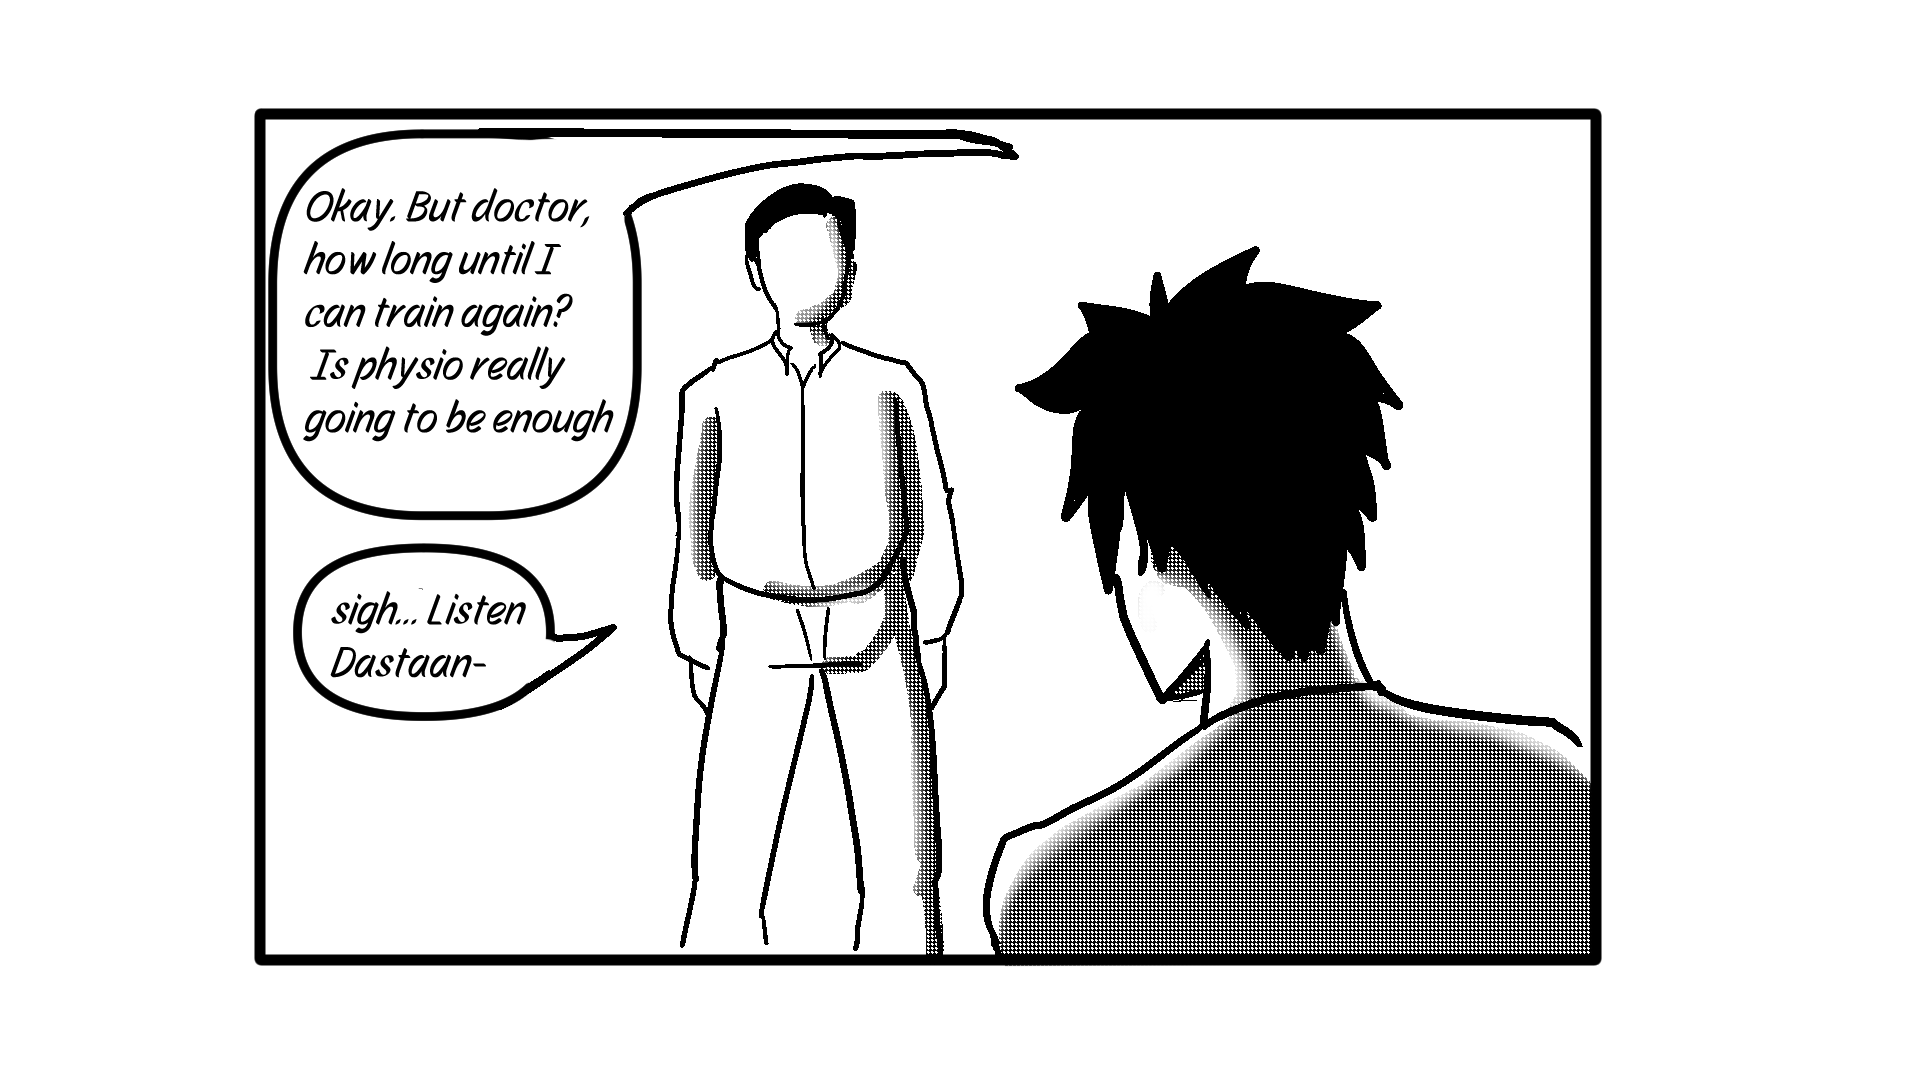 Okay. But doctor,
how long until I
can train again?
Is physio really
going to be enough
sigh... Listen
Dastaan-